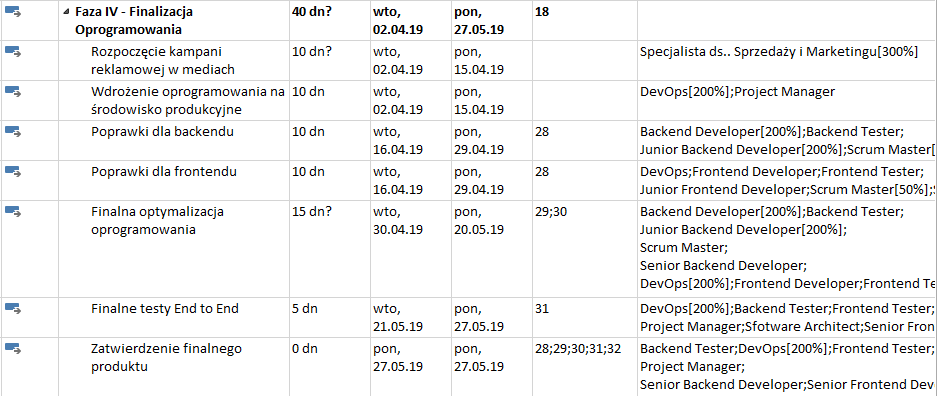 Faza IV - Finalizacja 40 dn? wto, pon, 18
Oprogramowania 02.04.19 27.05.19
Rozpoczęcie kampani 10 dn? wto, pon, Specjalista ds.. Sprzedaży i Marketingu[300%]
reklamowej w mediach 02.04.19 15.04.19
Wdrożenie oprogramowania na 10 dn wto, pon, DevOps[200%];Project Manager
środowisko produkcyjne 02.04.19 15.04.19
Poprawki dla backendu 10 dn wto, pon, 28 Backend Developer[200%];Backend Tester;
16.04.19 29.04.19 Junior Backend Developer[200%];Scrum Master[
Poprawki dla frontendu 10 dn wto, pon, 28 DevOps;Frontend Developer;Frontend Tester;
16.04.19 29.04.19 Junior Frontend Developer;Scrum Master[50%];
Finalna optymalizacja 15 dn? wto, pon, 29;30 Backend Developer[200%];Backend Tester;
oprogramowania 30.04.19 20.05.19 Junior Backend Developer[200%];
Scrum Master;
Senior Backend Developer;
DevOps[200%];Frontend Developer;Frontend Te
Finalne testy End to End 5 dn wto, pon, 31 DevOps[200%];Backend Tester;Frontend Tester;
21.05.19 27.05.19 Project Manager;Sfotware Architect;Senior Fron
Zatwierdzenie finalnego 0 dn pon, pon, 28;29;30;31;32 Backend Tester;DevOps[200%];Frontend Tester;
produktu 27.05.19 27.05.19 Project Manager;
Senior Backend Developer;Senior Frontend Dev